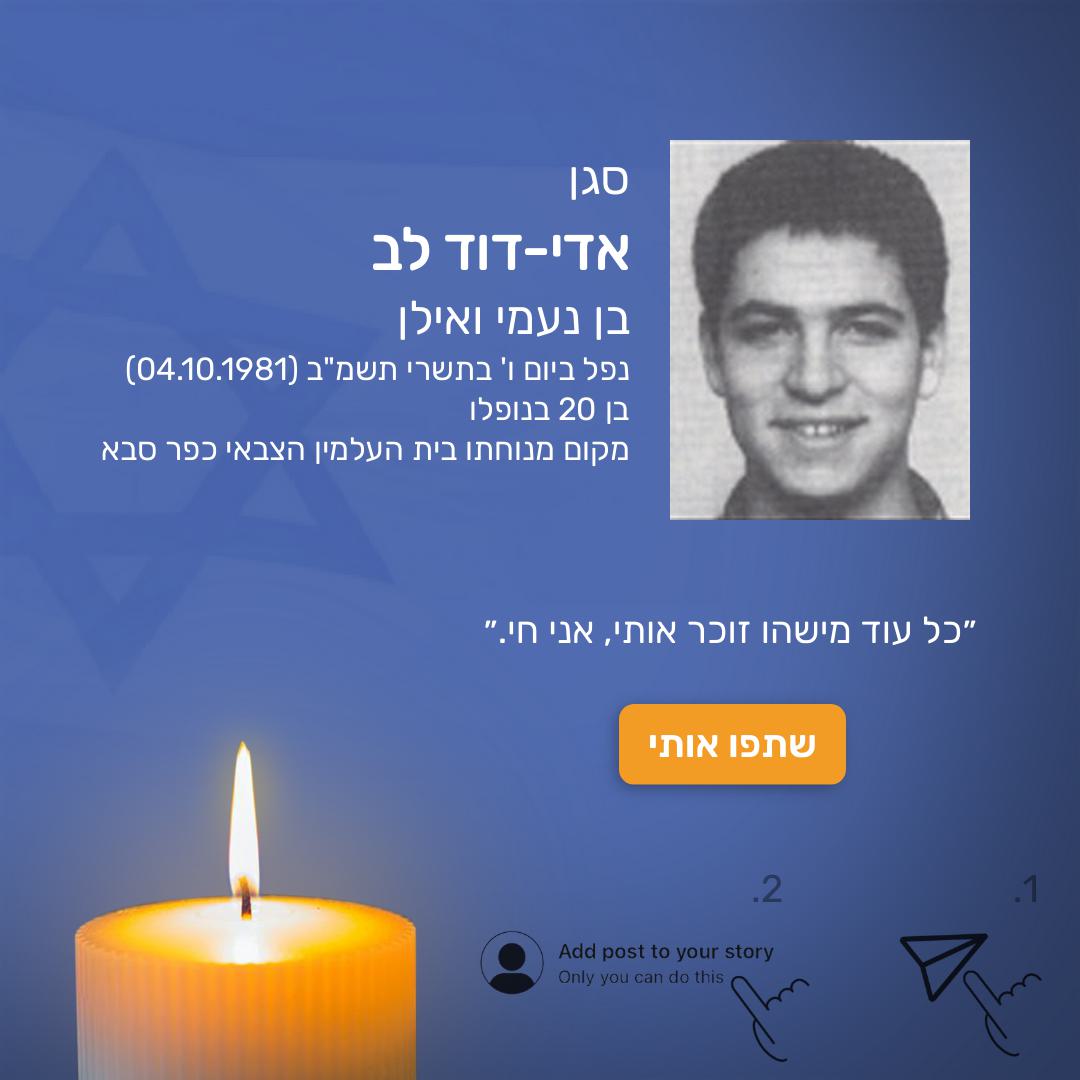 סגן
אדי-דוד לב
בן נעמי ואילן
נפל ביום ו' בתשרי תשמ"ב (04.10.1981)
בן 20 בנופלו
מקום מנוחתו בית העלמין הצבאי כפר סבא
״כל עוד מישהו זוכר אותי, אני חי.״
שתפו אותי
1.
2.
Add post to your story
Only you can do this